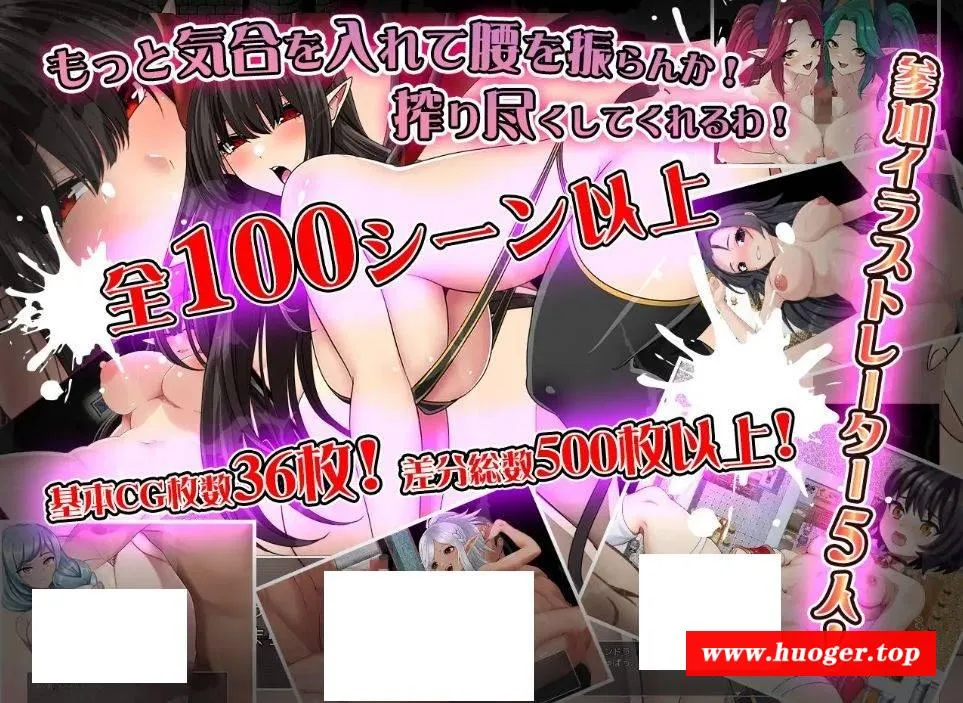 もっと気合を入れて腰を振らんか！
搾り尽くしてくれるわ！
参加イラストレーター5人！
全100シーン以上
基本CG枚数36枚！
差分総数500枚以上！
www.huoger.top